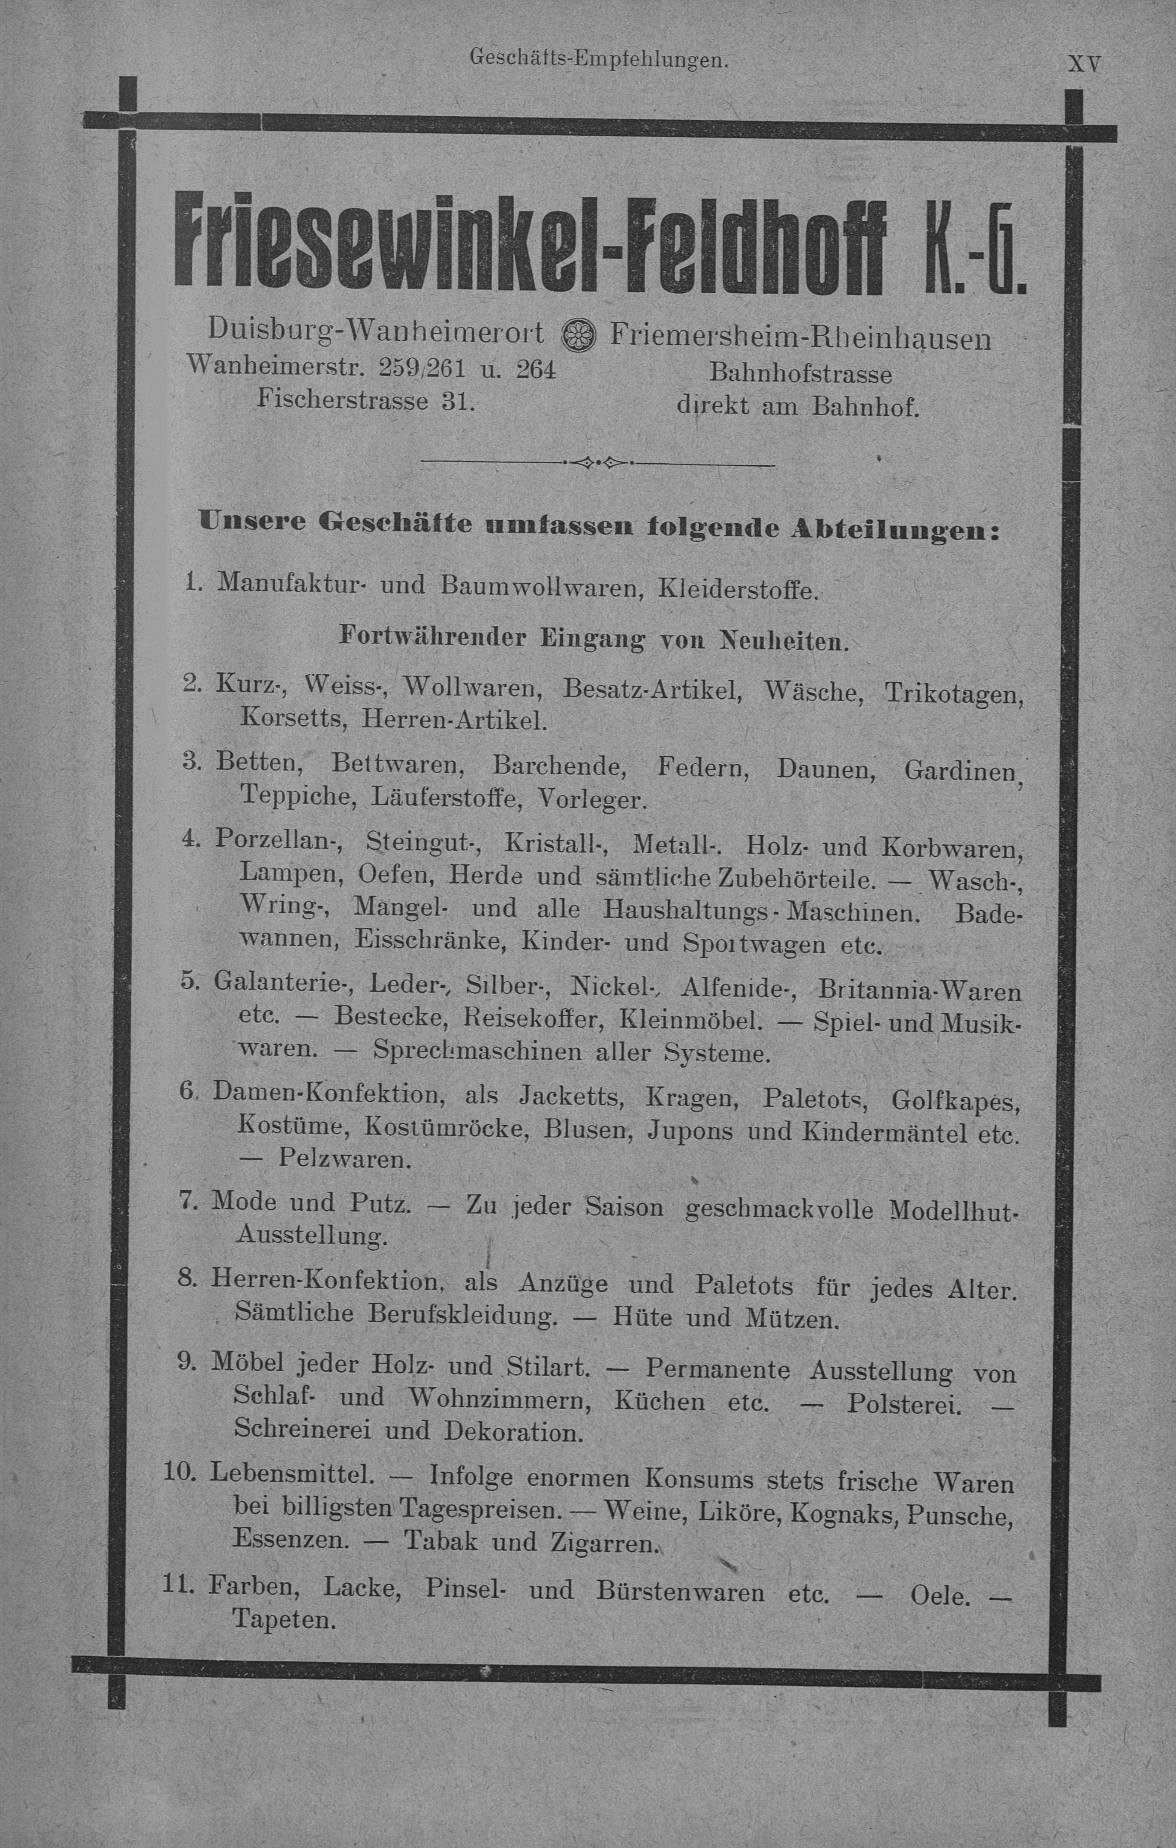 Geschäfts-Empfehlungen.
XV
Friesewinkel-Feldhoff K.-G.
Duisburg-Wanheimerort Friemersheim-Rheinhausen
Wanheimerstr. 259/261 u. 264
Bahnhofstrasse
Fischerstrasse 31.
direkt am Bahnhof.
Unsere Geschäfte umfassen folgende Abteilungen:
1. Manufaktur- und Baumwollwaren, Kleiderstoffe.
Fortwährender Eingang von Neuheiten.
2. Kurz-, Weiss-, Wollwaren, Besatz-Artikel, Wäsche, Trikotagen,
Korsetts, Herren-Artikel.
3. Betten, Bettwaren, Barchende, Federn, Daunen, Gardinen,
Teppiche, Läuferstoffe, Vorleger.
4. Porzellan-, Steingut-, Kristall-, Metall-. Holz- und Korbwaren,
Lampen, Oefen, Herde und sämtliche Zubehörteile. — Wasch-,
Wring-, Mangel- und alle Haushaltungs-Maschinen. Bade-
wannen, Eisschränke, Kinder- und Sportwagen etc.
5. Galanterie-, Leder-, Silber-, Nickel-, Alfenide-, Britannia-Waren
etc. — Bestecke, Reisekoffer, Kleinmöbel. — Spiel- und Musik-
waren. — Sprechmaschinen aller Systeme.
6. Damen-Konfektion, als Jacketts, Kragen, Paletots, Golfkapes,
Kostüme, Kostümröcke, Blusen, Jupons und Kindermäntel etc.
— Pelzwaren.
7. Mode und Putz. — Zu jeder Saison geschmackvolle Modellhut-
Ausstellung.
8. Herren-Konfektion, als Anzüge und Paletots für jedes Alter.
Sämtliche Berufskleidung. — Hüte und Mützen.
9. Möbel jeder Holz- und Stilart. — Permanente Ausstellung von
Schlaf- und Wohnzimmern, Küchen etc. — Polsterei. —
Schreinerei und Dekoration.
10. Lebensmittel. — Infolge enormen Konsums stets frische Waren
bei billigsten Tagespreisen. — Weine, Liköre, Kognaks, Punsche,
Essenzen. — Tabak und Zigarren.
11. Farben, Lacke, Pinsel- und Bürstenwaren etc. — Oele. —
Tapeten.